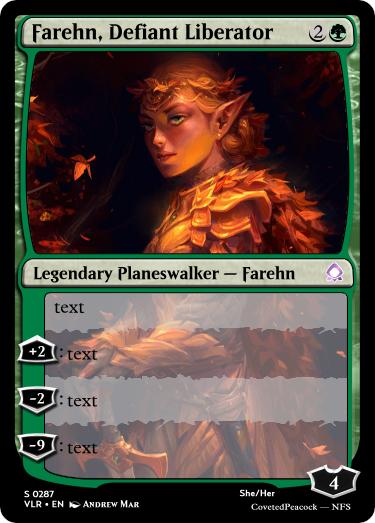 Farehn, Defiant Liberator 2
Legendary Planeswalker — Farehn
text
+2: text
-2: text
-9: text
4
S 0287
VLR • EN Andrew Mar
She/Her
CovetedPeacock — NFS